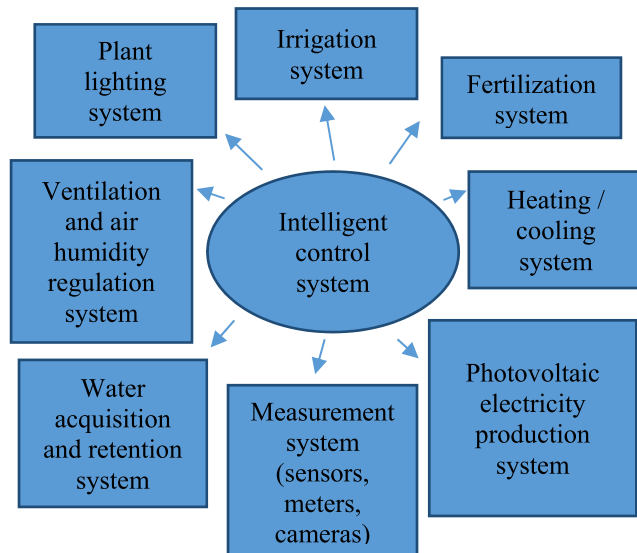 Plant
lighting
system
Irrigation
system
Fertilization
system
Ventilation
and air
humidity
regulation
system
Intelligent
control
system
Heating /
cooling
system
Water
acquisition
and retention
system
Measurement
system
(sensors,
meters,
cameras)
Photovoltaic
electricity
production
system